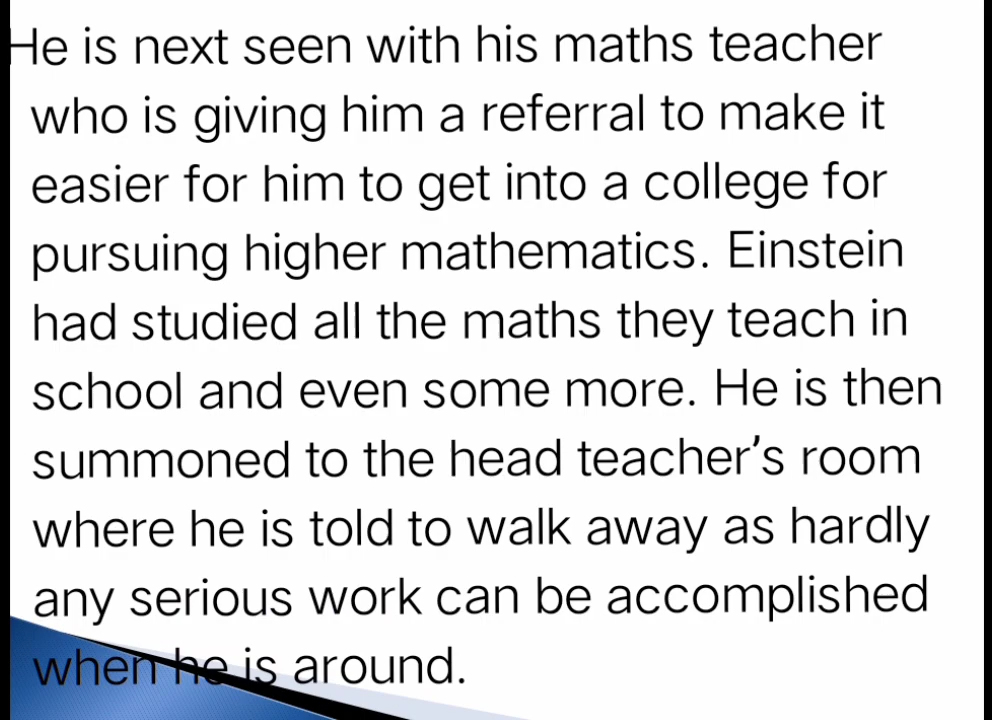 He is next seen with his maths teacher
who is giving him a referral to make it
easier for him to get into a college for
pursuing higher mathematics. Einstein
had studied all the maths they teach in
school and even some more. He is then
summoned to the head teacher's room
where he is told to walk away as hardly
any serious work can be accomplished
when he is around.